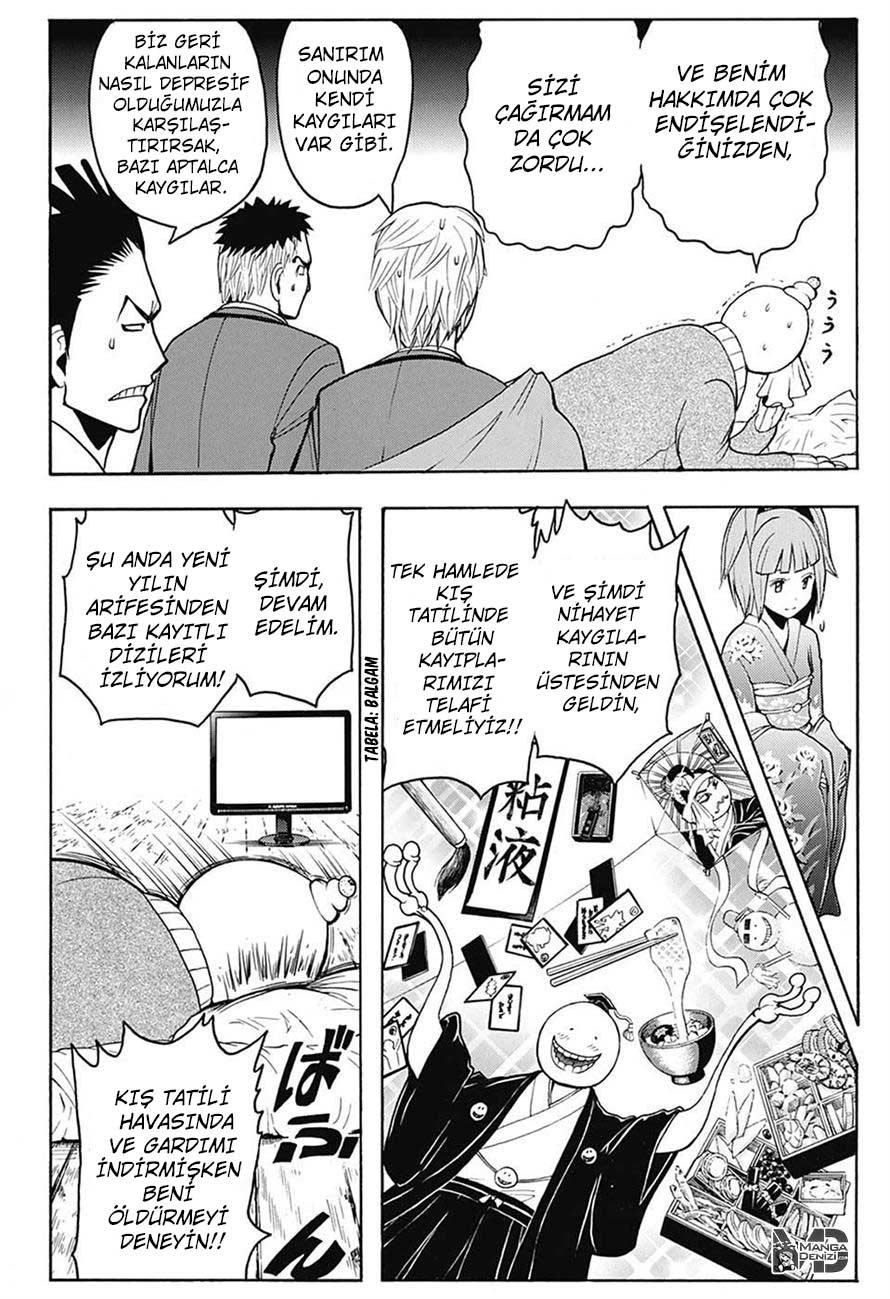 VE BENİM
HAKKIMDA ÇOK
ENDİŞELENDİ-
ĞİNİZDEN,
SİZİ
ÇAĞIRMAM
DA ÇOK
ZORDU...
SANIRIM
ONUNDA
KENDİ
KAYGILARI
VAR GİBİ.
BİZ GERİ
KALANLARIN
NASIL DEPRESİF
OLDUĞUMUZLA
KARŞILAŞ-
TIRIRSAK,
BAZI APTALCA
KAYGILAR.
ううう
VE ŞİMDİ
NİHAYET
KAYGILA-
RININ
ÜSTESİNDEN
GELDİN,
TEK HAMLEDE
KIŞ
TATİLİNDE
BÜTÜN
KAYIPLA-
RIMIZI
TELAFİ
ETMELİYİZ!!
TABELA: BALGAM
粘液
ŞİMDİ,
DEVAM
EDELİM.
ŞU ANDA YENİ
YILIN
ARİFESİNDEN
BAZI KAYITLI
DİZİLERİ
İZLİYORUM!
ばふん
KIŞ TATİLİ
HAVASINDA
VE GARDIMI
İNDİRMİŞKEN
BENİ
ÖLDÜRMEYİ
DENEYİN!!
MANGA
DENİZİ.com